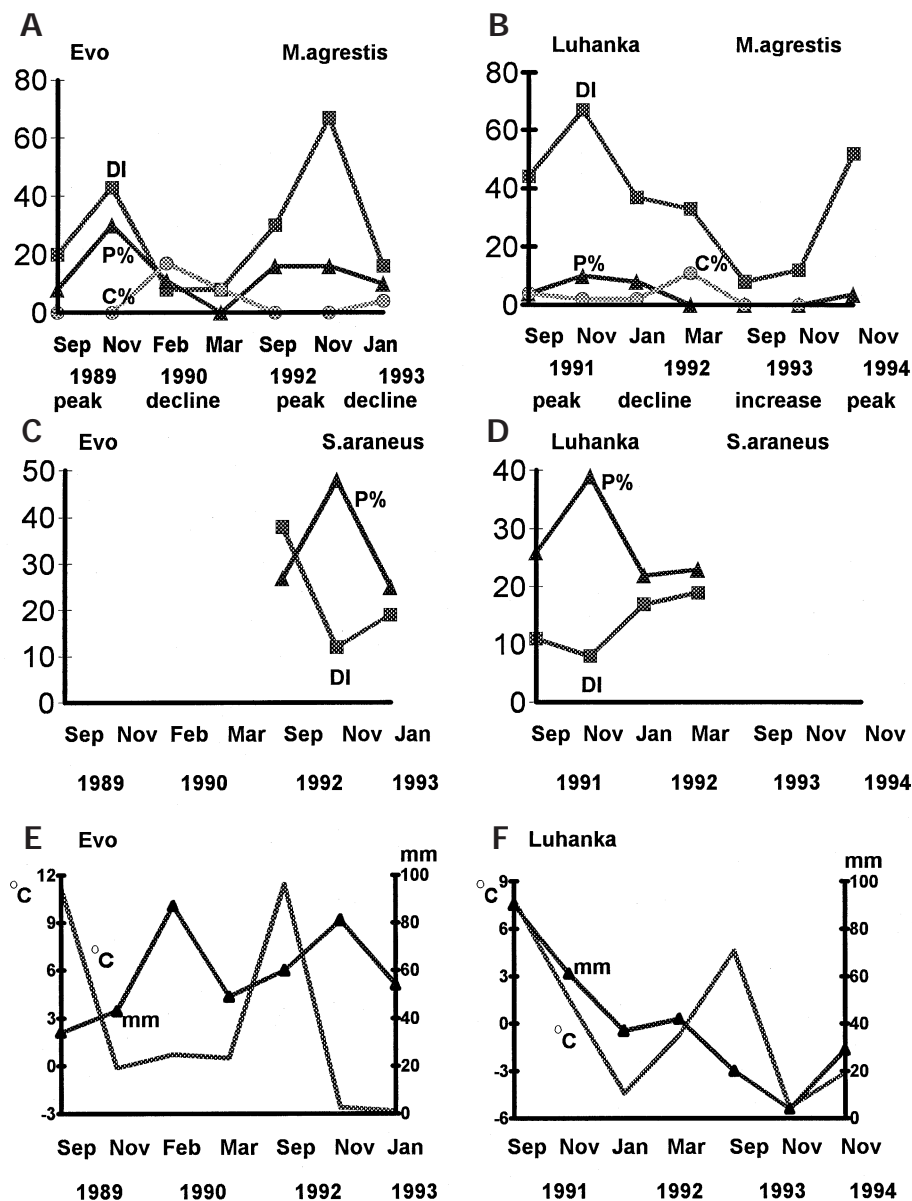 A
Evo M.agrestis
80
60
40
20
0
DI
P%
C%
Sep Nov Feb Mar Sep Nov Jan
1989 1990 1992 1993
peak decline peak decline
B
Luhanka M.agrestis
80
60
40
20
0
DI
P%
C%
Sep Nov Jan Mar Sep Nov Nov
1991 1992 1993 1994
peak decline increase peak
C
Evo S.araneus
50
40
30
20
10
0
P%
DI
Sep Nov Feb Mar Sep Nov Jan
1989 1990 1992 1993
D
Luhanka S.araneus
40
30
20
10
0
P%
DI
Sep Nov Jan Mar Sep Nov Nov
1991 1992 1993 1994
E
Evo
°C
12
9
6
3
0
-3
mm
100
80
60
40
20
0
°C
mm
Sep Nov Feb Mar Sep Nov Jan
1989 1990 1992 1993
F
Luhanka
°C
9
6
3
0
-3
-6
mm
100
80
60
40
20
0
mm
°C
Sep Nov Jan Mar Sep Nov Nov
1991 1992 1993 1994